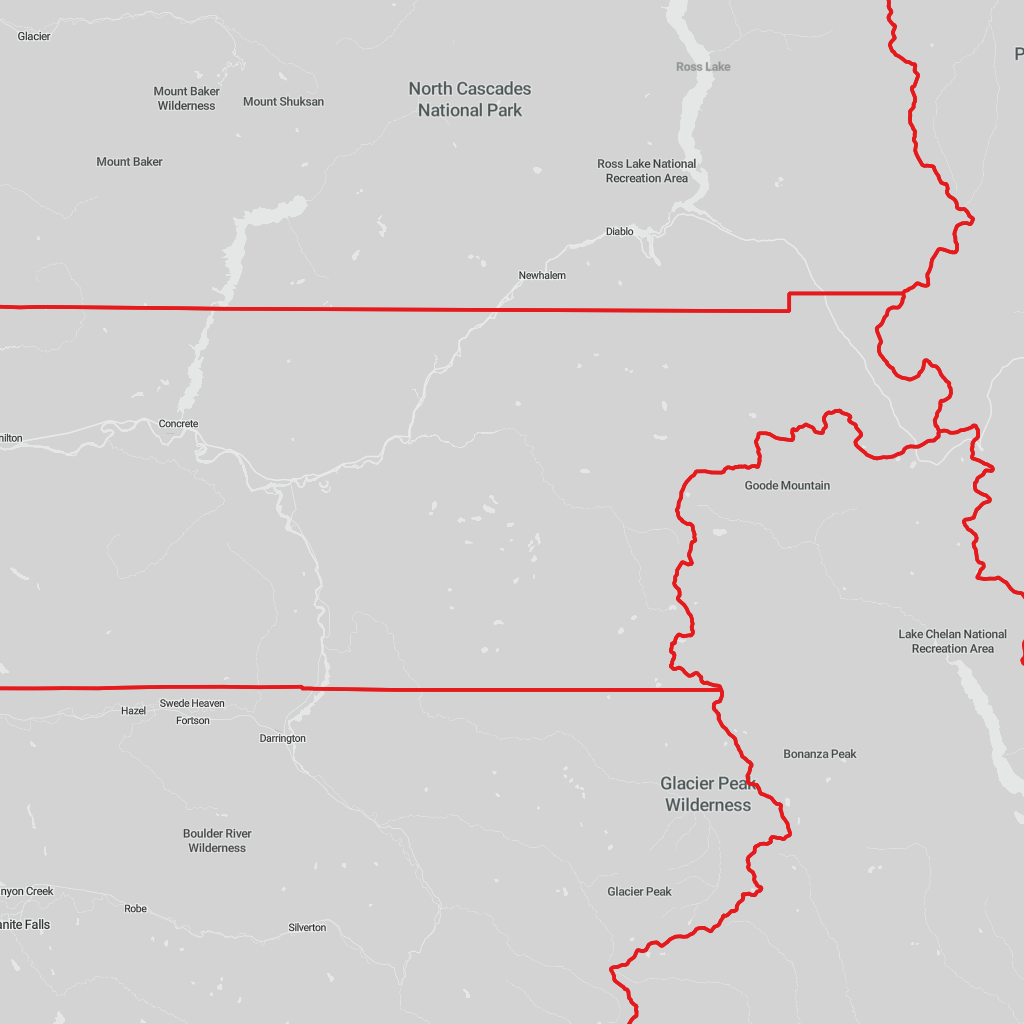 Glacier
Ross Lake
P
Mount Baker
Wilderness
Mount Shuksan
North Cascades
National Park
Mount Baker
Ross Lake National
Recreation Area
Diablo
Newhalem
Concrete
nilton
Goode Mountain
Lake Chelan National
Recreation Area
Hazel
Swede Heaven
Fortson
Darrington
Bonanza Peak
Glacier Peak
Wilderness
Boulder River
Wilderness
Glacier Peak
nyon Creek
Robe
anite Falls
Silverton